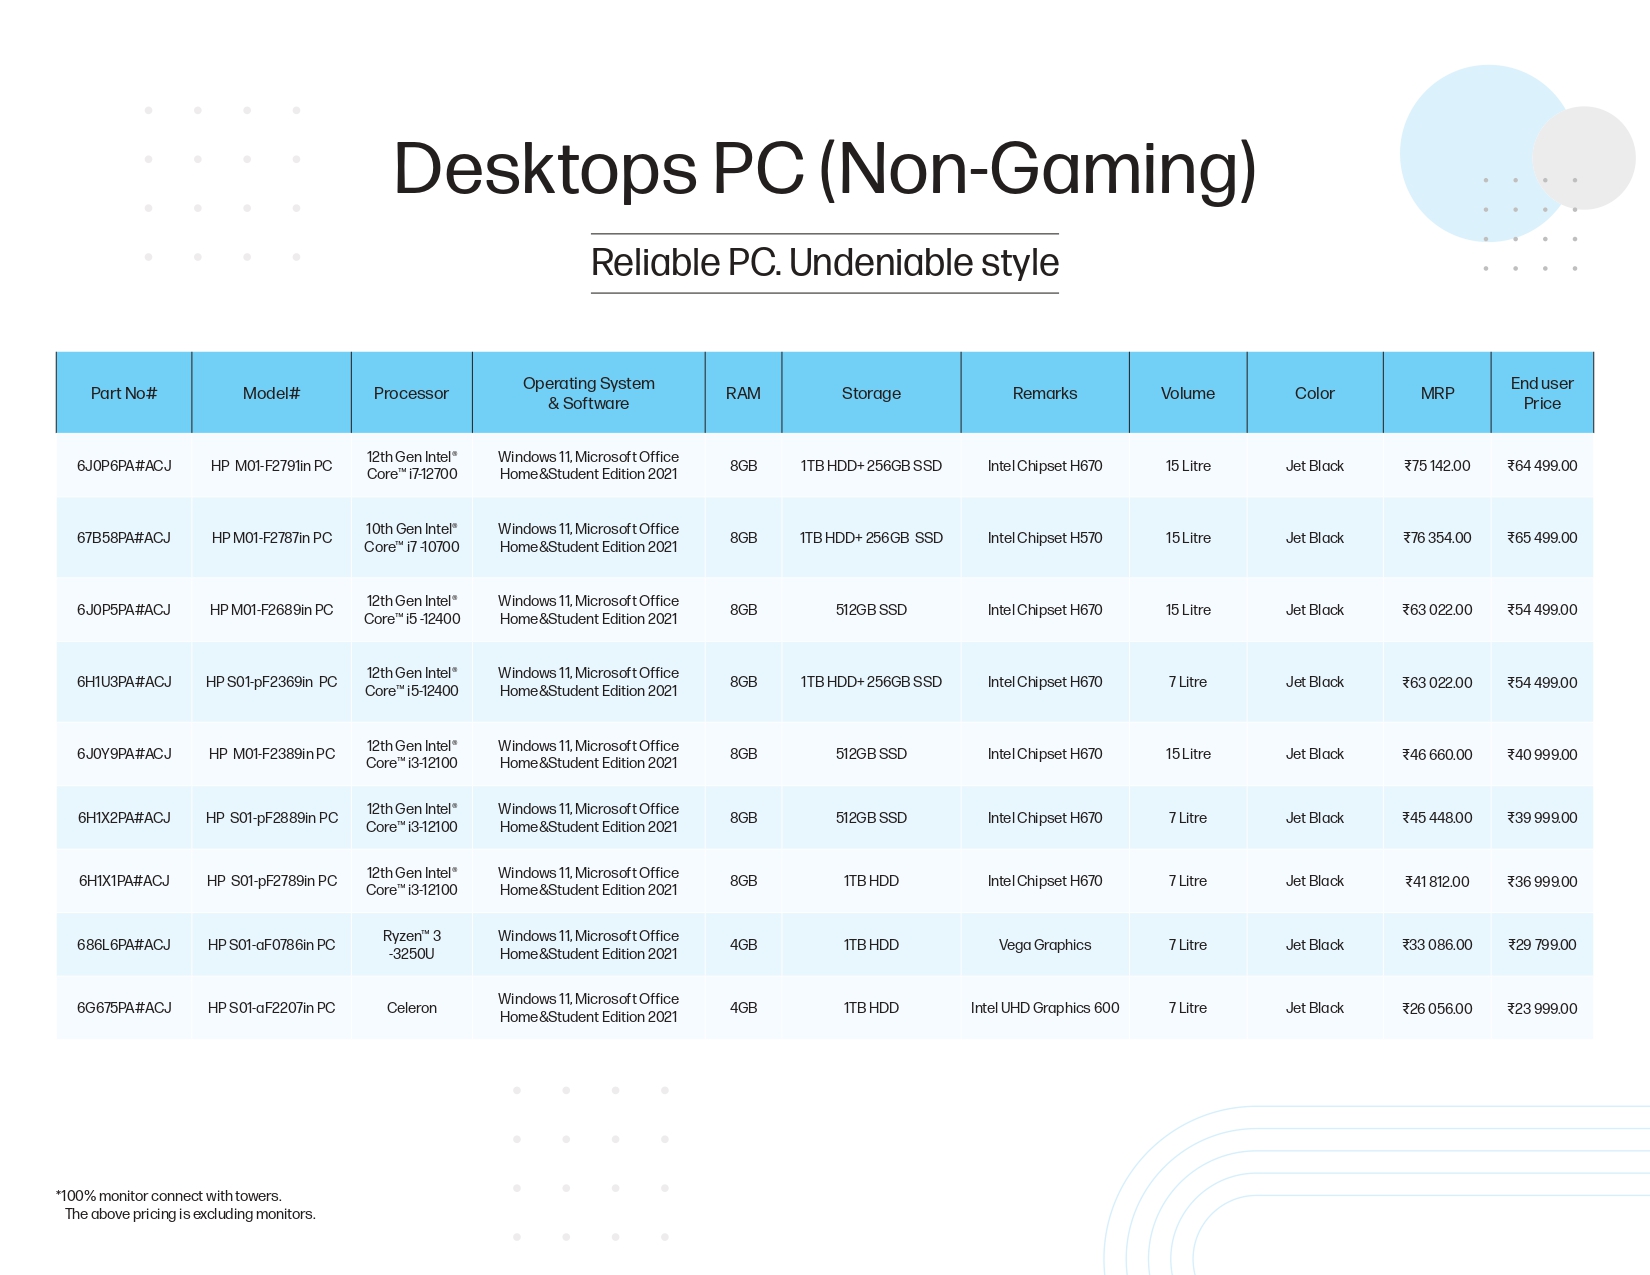 Desktops PC (Non-Gaming)
Reliable PC. Undeniable style
Part No# Model# Processor Operating System & Software RAM Storage Remarks Volume Color MRP End user Price
6J0P6PA#ACJ HP M01-F2791in PC 12th Gen Intel® Core™ i7-12700 Windows 11, Microsoft Office Home&Student Edition 2021 8GB 1TB HDD+ 256GB SSD Intel Chipset H670 15 Litre Jet Black ₹75 142.00 ₹64 499.00
67B58PA#ACJ HP M01-F2787in PC 10th Gen Intel® Core™ i7 -10700 Windows 11, Microsoft Office Home&Student Edition 2021 8GB 1TB HDD+ 256GB SSD Intel Chipset H570 15 Litre Jet Black ₹76 354.00 ₹65 499.00
6J0P5PA#ACJ HP M01-F2689in PC 12th Gen Intel® Core™ i5 -12400 Windows 11, Microsoft Office Home&Student Edition 2021 8GB 512GB SSD Intel Chipset H670 15 Litre Jet Black ₹63 022.00 ₹54 499.00
6H1U3PA#ACJ HP S01-pF2369in PC 12th Gen Intel® Core™ i5-12400 Windows 11, Microsoft Office Home&Student Edition 2021 8GB 1TB HDD+ 256GB SSD Intel Chipset H670 7 Litre Jet Black ₹63 022.00 ₹54 499.00
6J0Y9PA#ACJ HP M01-F2389in PC 12th Gen Intel® Core™ i3-12100 Windows 11, Microsoft Office Home&Student Edition 2021 8GB 512GB SSD Intel Chipset H670 15 Litre Jet Black ₹46 660.00 ₹40 999.00
6H1X2PA#ACJ HP S01-pF2889in PC 12th Gen Intel® Core™ i3-12100 Windows 11, Microsoft Office Home&Student Edition 2021 8GB 512GB SSD Intel Chipset H670 7 Litre Jet Black ₹45 448.00 ₹39 999.00
6H1X1PA#ACJ HP S01-pF2789in PC 12th Gen Intel® Core™ i3-12100 Windows 11, Microsoft Office Home&Student Edition 2021 8GB 1TB HDD Intel Chipset H670 7 Litre Jet Black ₹41 812.00 ₹36 999.00
686L6PA#ACJ HP S01-aF0786in PC Ryzen™ 3 -3250U Windows 11, Microsoft Office Home&Student Edition 2021 4GB 1TB HDD Vega Graphics 7 Litre Jet Black ₹33 086.00 ₹29 799.00
6G675PA#ACJ HP S01-aF2207in PC Celeron Windows 11, Microsoft Office Home&Student Edition 2021 4GB 1TB HDD Intel UHD Graphics 600 7 Litre Jet Black ₹26 056.00 ₹23 999.00
*100% monitor connect with towers.
The above pricing is excluding monitors.